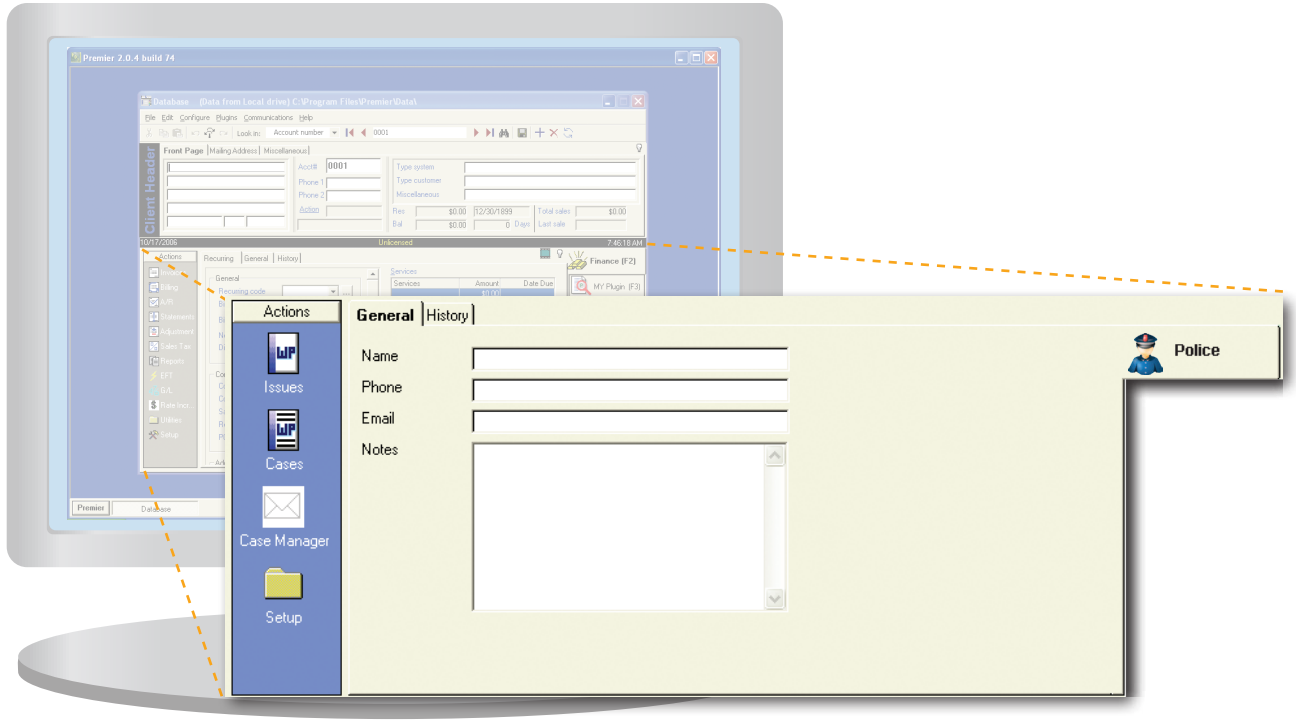 Premier 2.0.4 build 74
Database (Data from Local drive) C:\Program Files\Premier\Data\
File Edit Configure Plugins Communications Help
Look in: Account number 0001
Client Header
Front Page Mailing Address Miscellaneous
Acct# 0001
Phone 1
Phone 2
Action
Type system
Type customer
Miscellaneous
Res $0.00 12/30/1899 Total sales $0.00
Bal $0.00 0 Days Last sale
10/17/2006 Unlicensed 7:46:18 AM
Actions
Billing
A/R
Statements
Adjustment
Sales Tax
Reports
EFT
G/L
Rate Incr.
Utilities
Setup
Recurring General History
General
Recurring code
Services
Services Amount Date Due
$0.00
Finance (F2)
MY Plugin (F3)
Premier Database
Actions
Issues
Cases
Case Manager
Setup
General History
Name
Phone
Email
Notes
Police
WP
WP